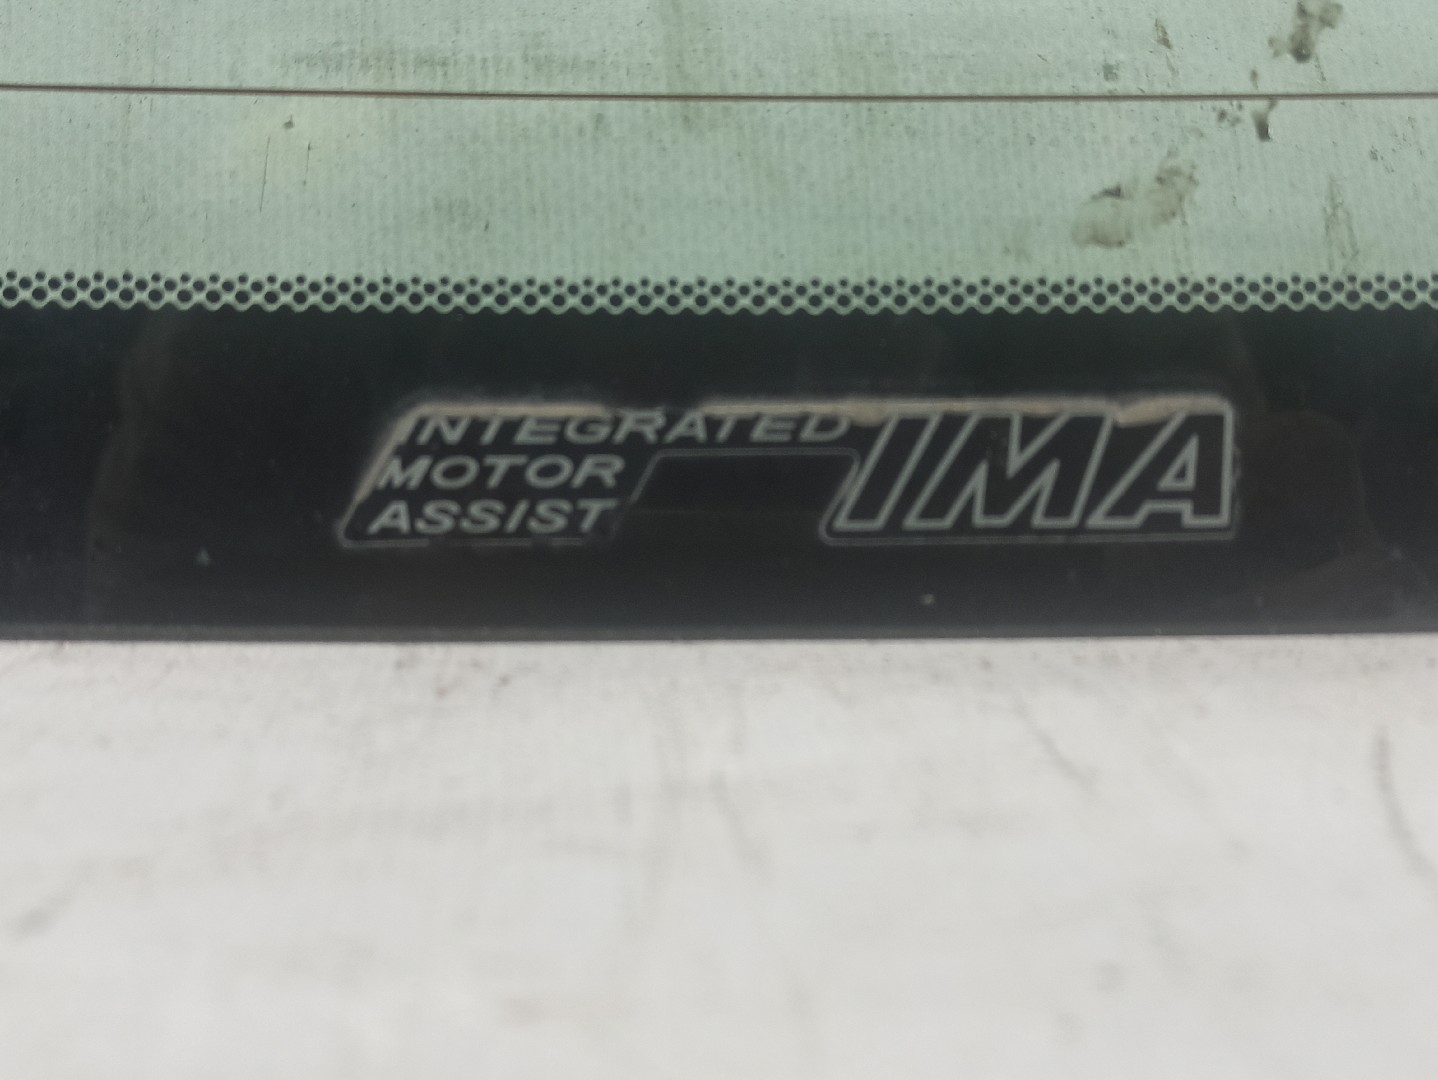 INTEGRATED
MOTOR
ASSIST
IMA